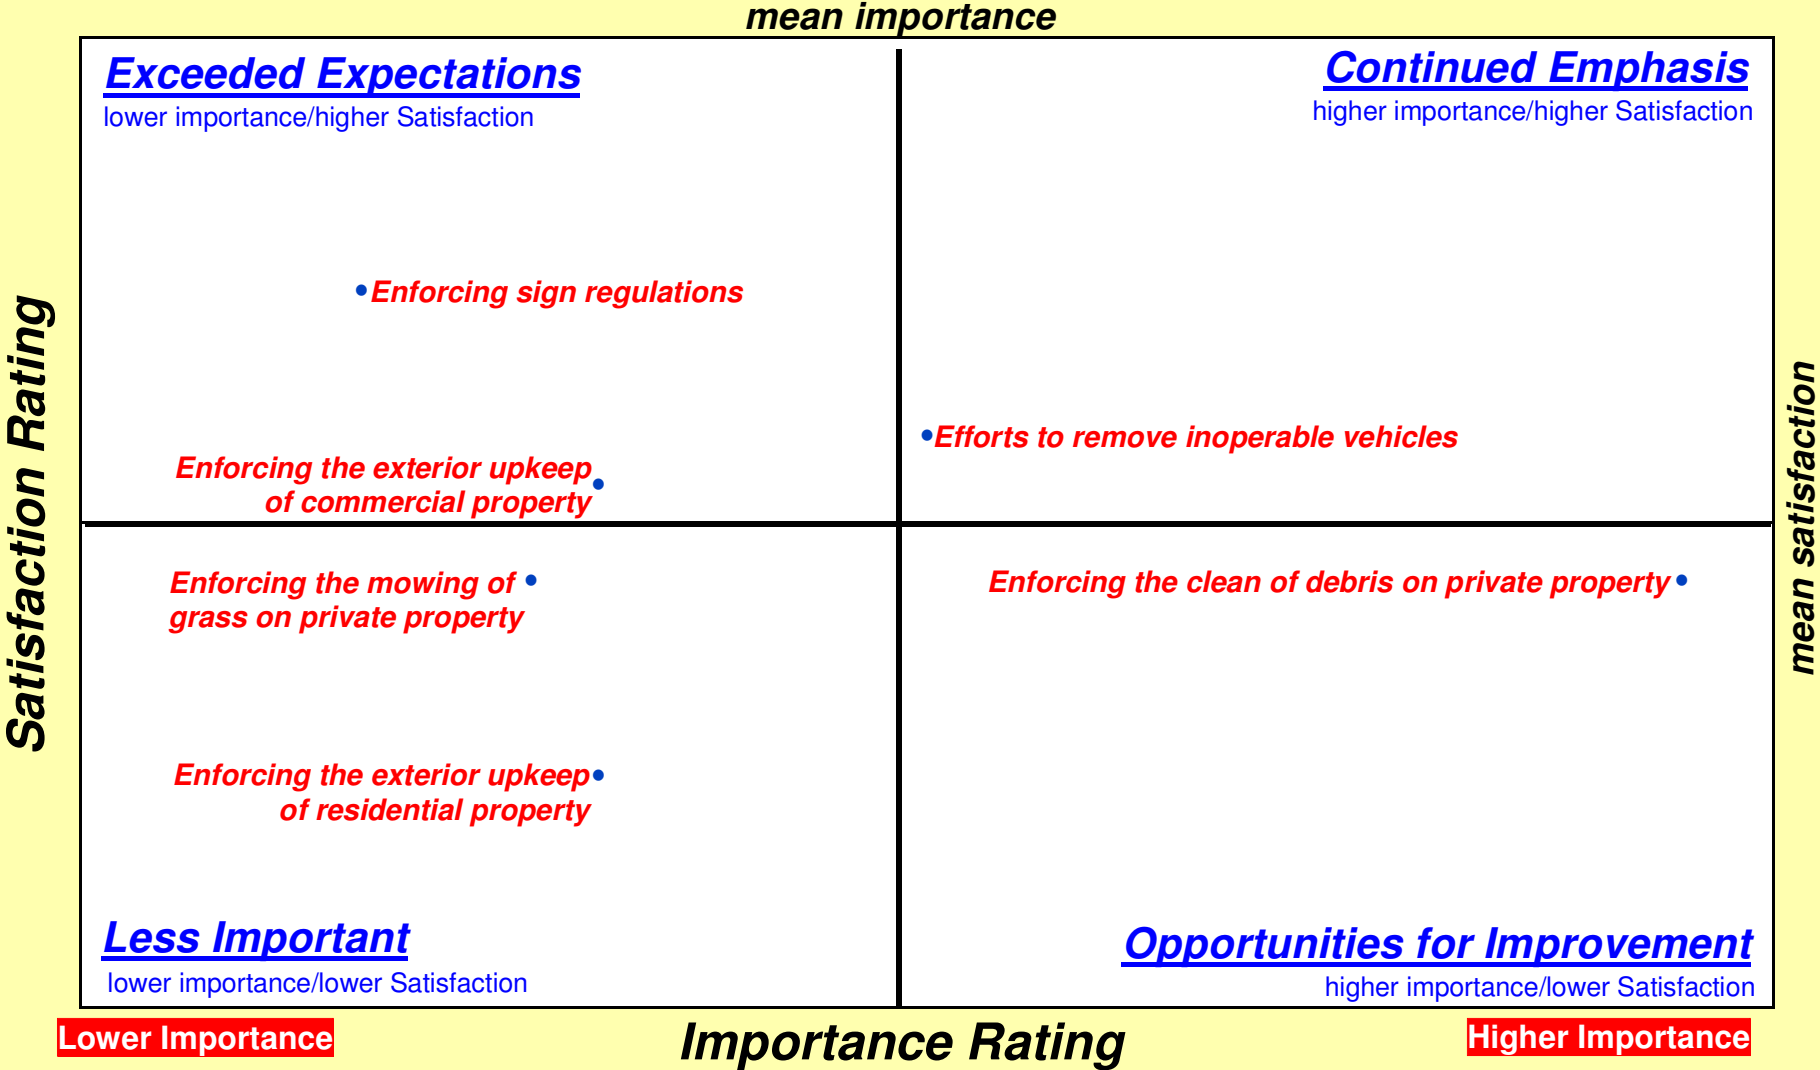 mean importance
Exceeded Expectations
lower importance/higher Satisfaction
Continued Emphasis
higher importance/higher Satisfaction
Enforcing sign regulations
Efforts to remove inoperable vehicles
Enforcing the exterior upkeep
of commercial property
Satisfaction Rating
mean satisfaction
Enforcing the mowing of
grass on private property
Enforcing the clean of debris on private property
Enforcing the exterior upkeep
of residential property
Less Important
lower importance/lower Satisfaction
Opportunities for Improvement
higher importance/lower Satisfaction
Lower Importance
Importance Rating
Higher Importance